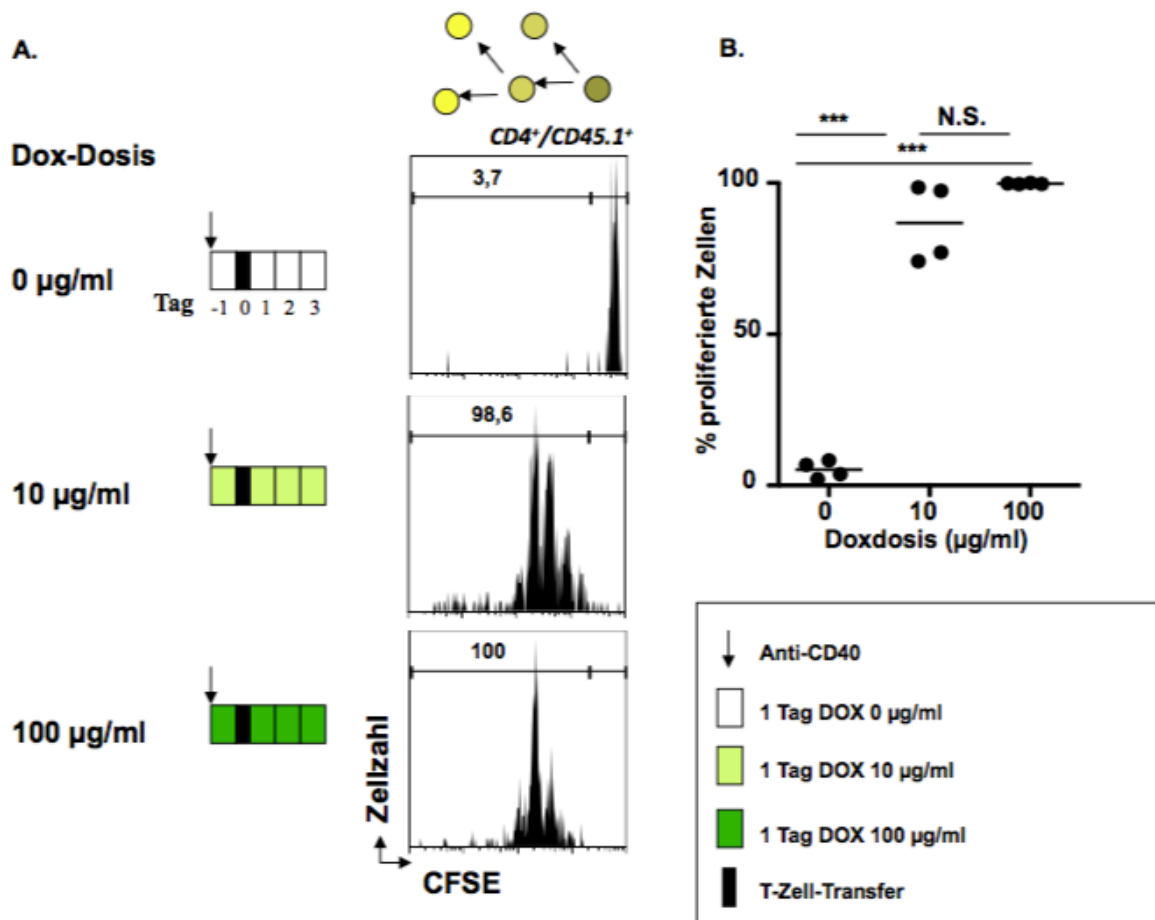 A.
CD4⁺/CD45.1⁺
Dox-Dosis
3,7
0 µg/ml
Tag -1 0 1 2 3
98,6
10 µg/ml
100
100 µg/ml
Zellzahl
CFSE
B.
*** N.S.
***
100
50
0
% proliferierte Zellen
0 10 100
Doxdosis (µg/ml)
Anti-CD40
1 Tag DOX 0 µg/ml
1 Tag DOX 10 µg/ml
1 Tag DOX 100 µg/ml
T-Zell-Transfer